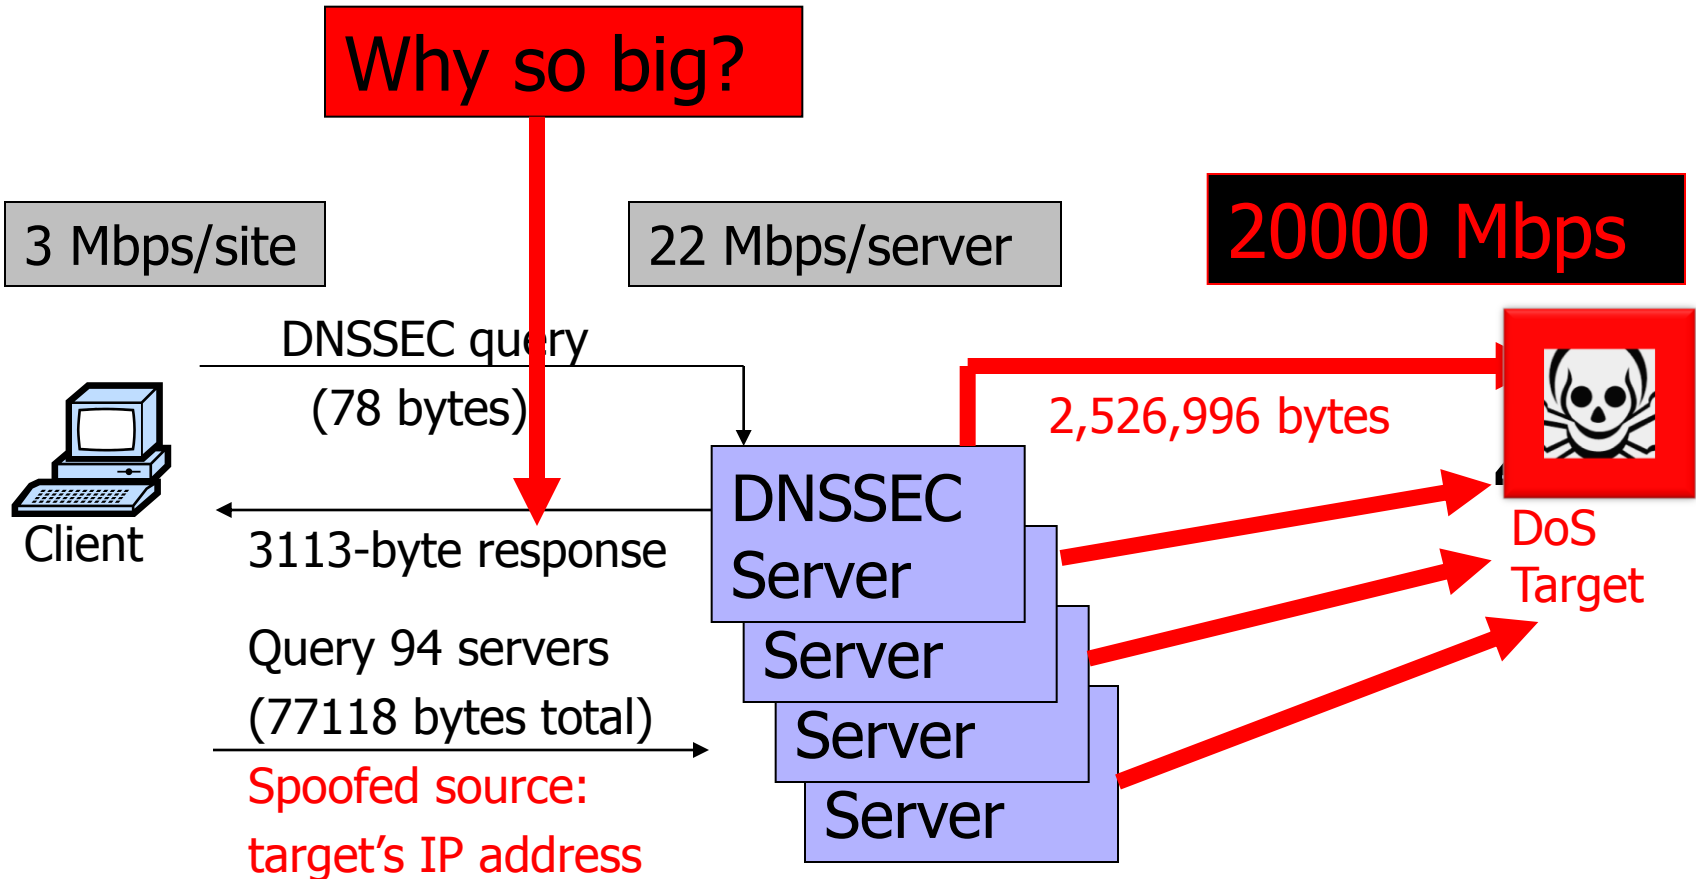 Why so big?
3 Mbps/site
22 Mbps/server
20000 Mbps
DNSSEC query
(78 bytes)
2,526,996 bytes
DNSSEC
Server
Client
3113-byte response
DoS
Target
Query 94 servers
(77118 bytes total)
Server
Server
Spoofed source:
target’s IP address
Server